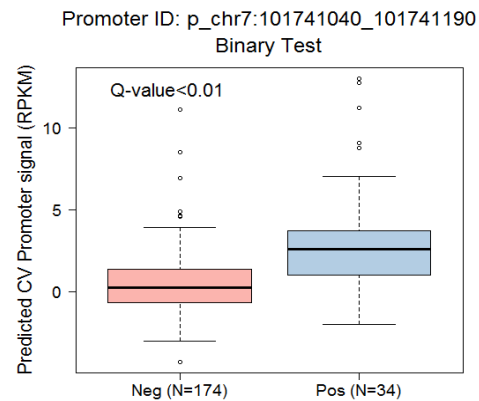 Promoter ID: p_chr7:101741040_101741190
Binary Test
Q-value<0.01
Predicted CV Promoter signal (RPKM)
10
5
0
Neg (N=174)
Pos (N=34)